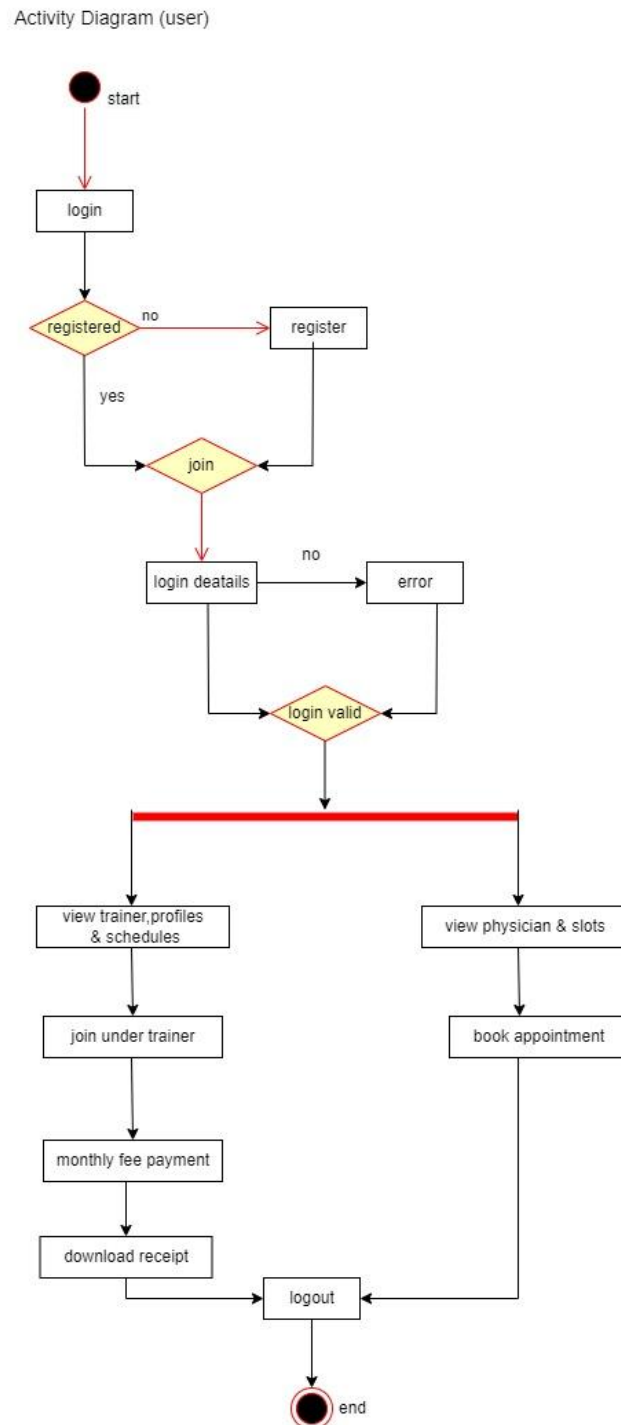 Activity Diagram (user)
start
login
registered
no
register
yes
join
no
login deatails
error
login valid
view trainer,profiles
& schedules
view physician & slots
join under trainer
book appointment
monthly fee payment
download receipt
logout
end